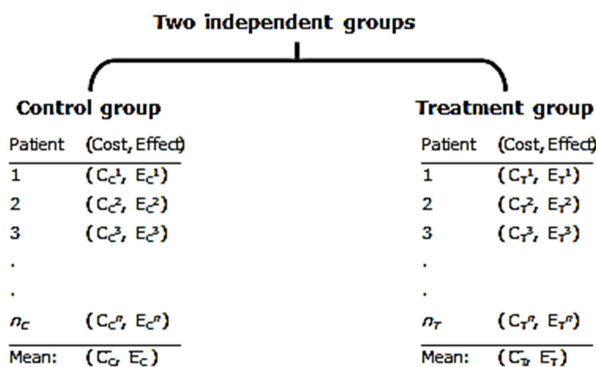 Two independent groups
Control group
Patient (Cost, Effect)
1 (C_C^1, E_C^1)
2 (C_C^2, E_C^2)
3 (C_C^3, E_C^3)
.
.
n_C (C_C^n, E_C^n)
Mean: (C̄_C, Ē_C)
Treatment group
Patient (Cost, Effect)
1 (C_T^1, E_T^1)
2 (C_T^2, E_T^2)
3 (C_T^3, E_T^3)
.
.
n_T (C_T^n, E_T^n)
Mean: (C̄_T, Ē_T)